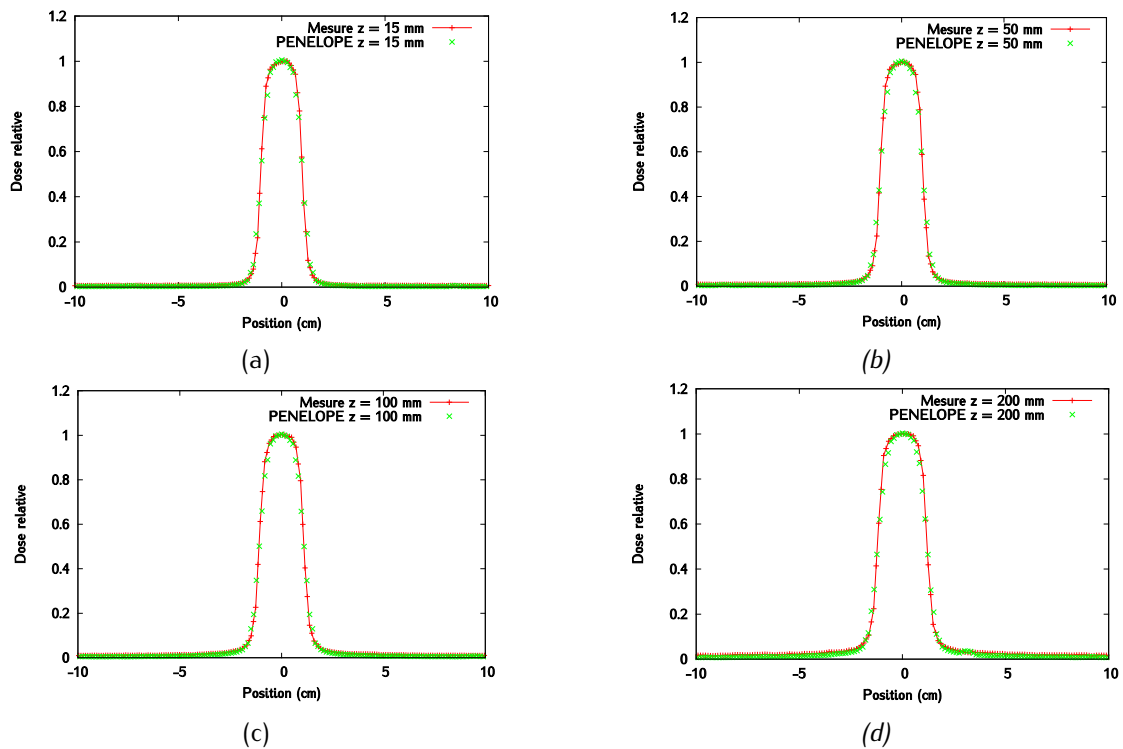 1.2
1
0.8
0.6
0.4
0.2
0
Dose relative
Mesure z = 15 mm
PENELOPE z = 15 mm
-10
-5
0
5
10
Position (cm)
(a)
1.2
1
0.8
0.6
0.4
0.2
0
Dose relative
Mesure z = 50 mm
PENELOPE z = 50 mm
-10
-5
0
5
10
Position (cm)
(b)
1.2
1
0.8
0.6
0.4
0.2
0
Dose relative
Mesure z = 100 mm
PENELOPE z = 100 mm
-10
-5
0
5
10
Position (cm)
(c)
1.2
1
0.8
0.6
0.4
0.2
0
Dose relative
Mesure z = 200 mm
PENELOPE z = 200 mm
-10
-5
0
5
10
Position (cm)
(d)